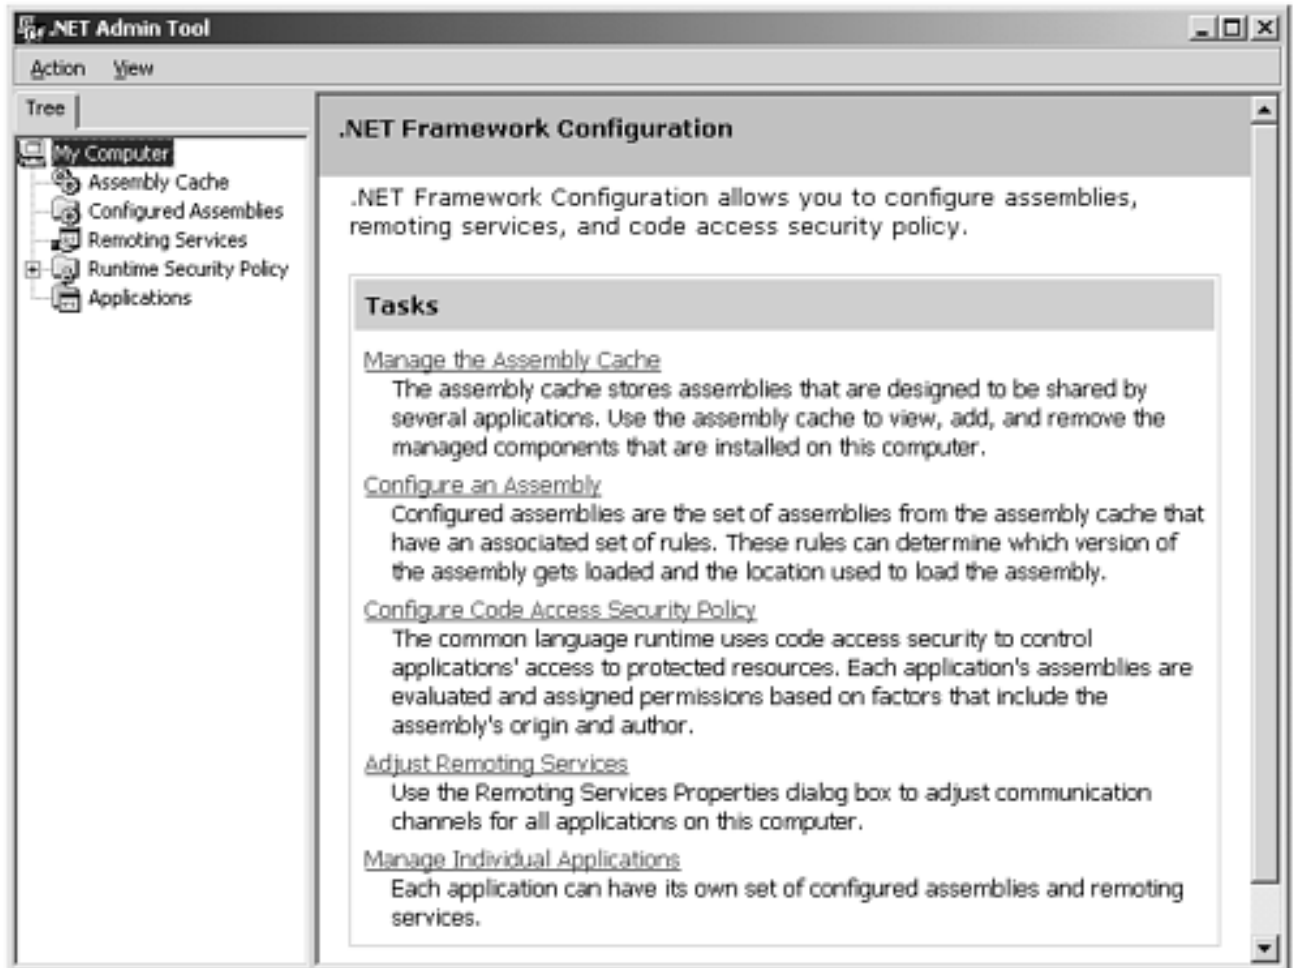 .NET Admin Tool
Action View
Tree
My Computer
Assembly Cache
Configured Assemblies
Remoting Services
Runtime Security Policy
Applications
.NET Framework Configuration
.NET Framework Configuration allows you to configure assemblies,
remoting services, and code access security policy.
Tasks
Manage the Assembly Cache
The assembly cache stores assemblies that are designed to be shared by
several applications. Use the assembly cache to view, add, and remove the
managed components that are installed on this computer.
Configure an Assembly
Configured assemblies are the set of assemblies from the assembly cache that
have an associated set of rules. These rules can determine which version of
the assembly gets loaded and the location used to load the assembly.
Configure Code Access Security Policy
The common language runtime uses code access security to control
applications' access to protected resources. Each application's assemblies are
evaluated and assigned permissions based on factors that include the
assembly's origin and author.
Adjust Remoting Services
Use the Remoting Services Properties dialog box to adjust communication
channels for all applications on this computer.
Manage Individual Applications
Each application can have its own set of configured assemblies and remoting
services.